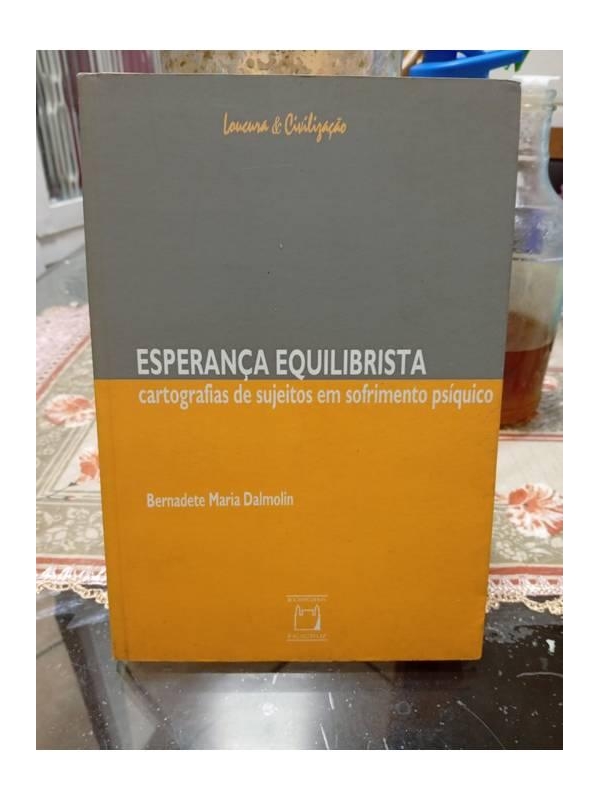 Loucura & Civilização
ESPERANÇA EQUILIBRISTA
cartografias de sujeitos em sofrimento psíquico
Bernadete Maria Dalmolin